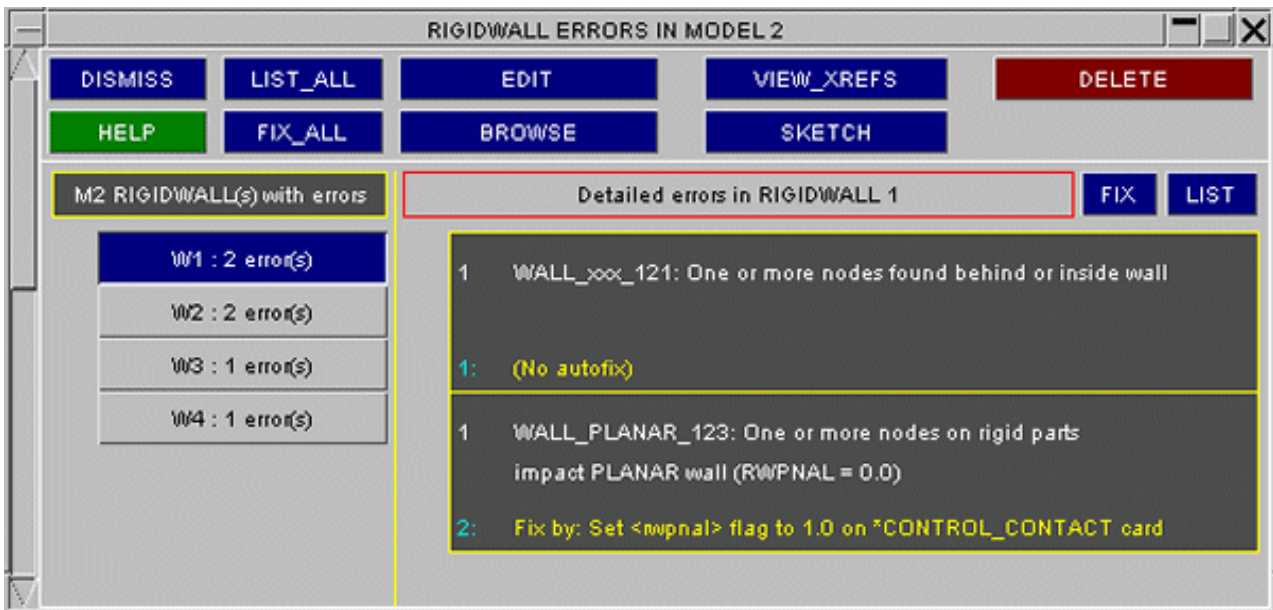 RIGIDWALL ERRORS IN MODEL 2
DISMISS LIST_ALL EDIT VIEW_XREFS DELETE
HELP FIX_ALL BROWSE SKETCH
M2 RIGIDWALL(s) with errors
Detailed errors in RIGIDWALL 1 FIX LIST
W1 : 2 error(s)
W2 : 2 error(s)
W3 : 1 error(s)
W4 : 1 error(s)
1 WALL_xxx_121: One or more nodes found behind or inside wall
1: (No autofix)
1 WALL_PLANAR_123: One or more nodes on rigid parts
impact PLANAR wall (RWPNAL = 0.0)
2: Fix by: Set <rwpnal> flag to 1.0 on *CONTROL_CONTACT card